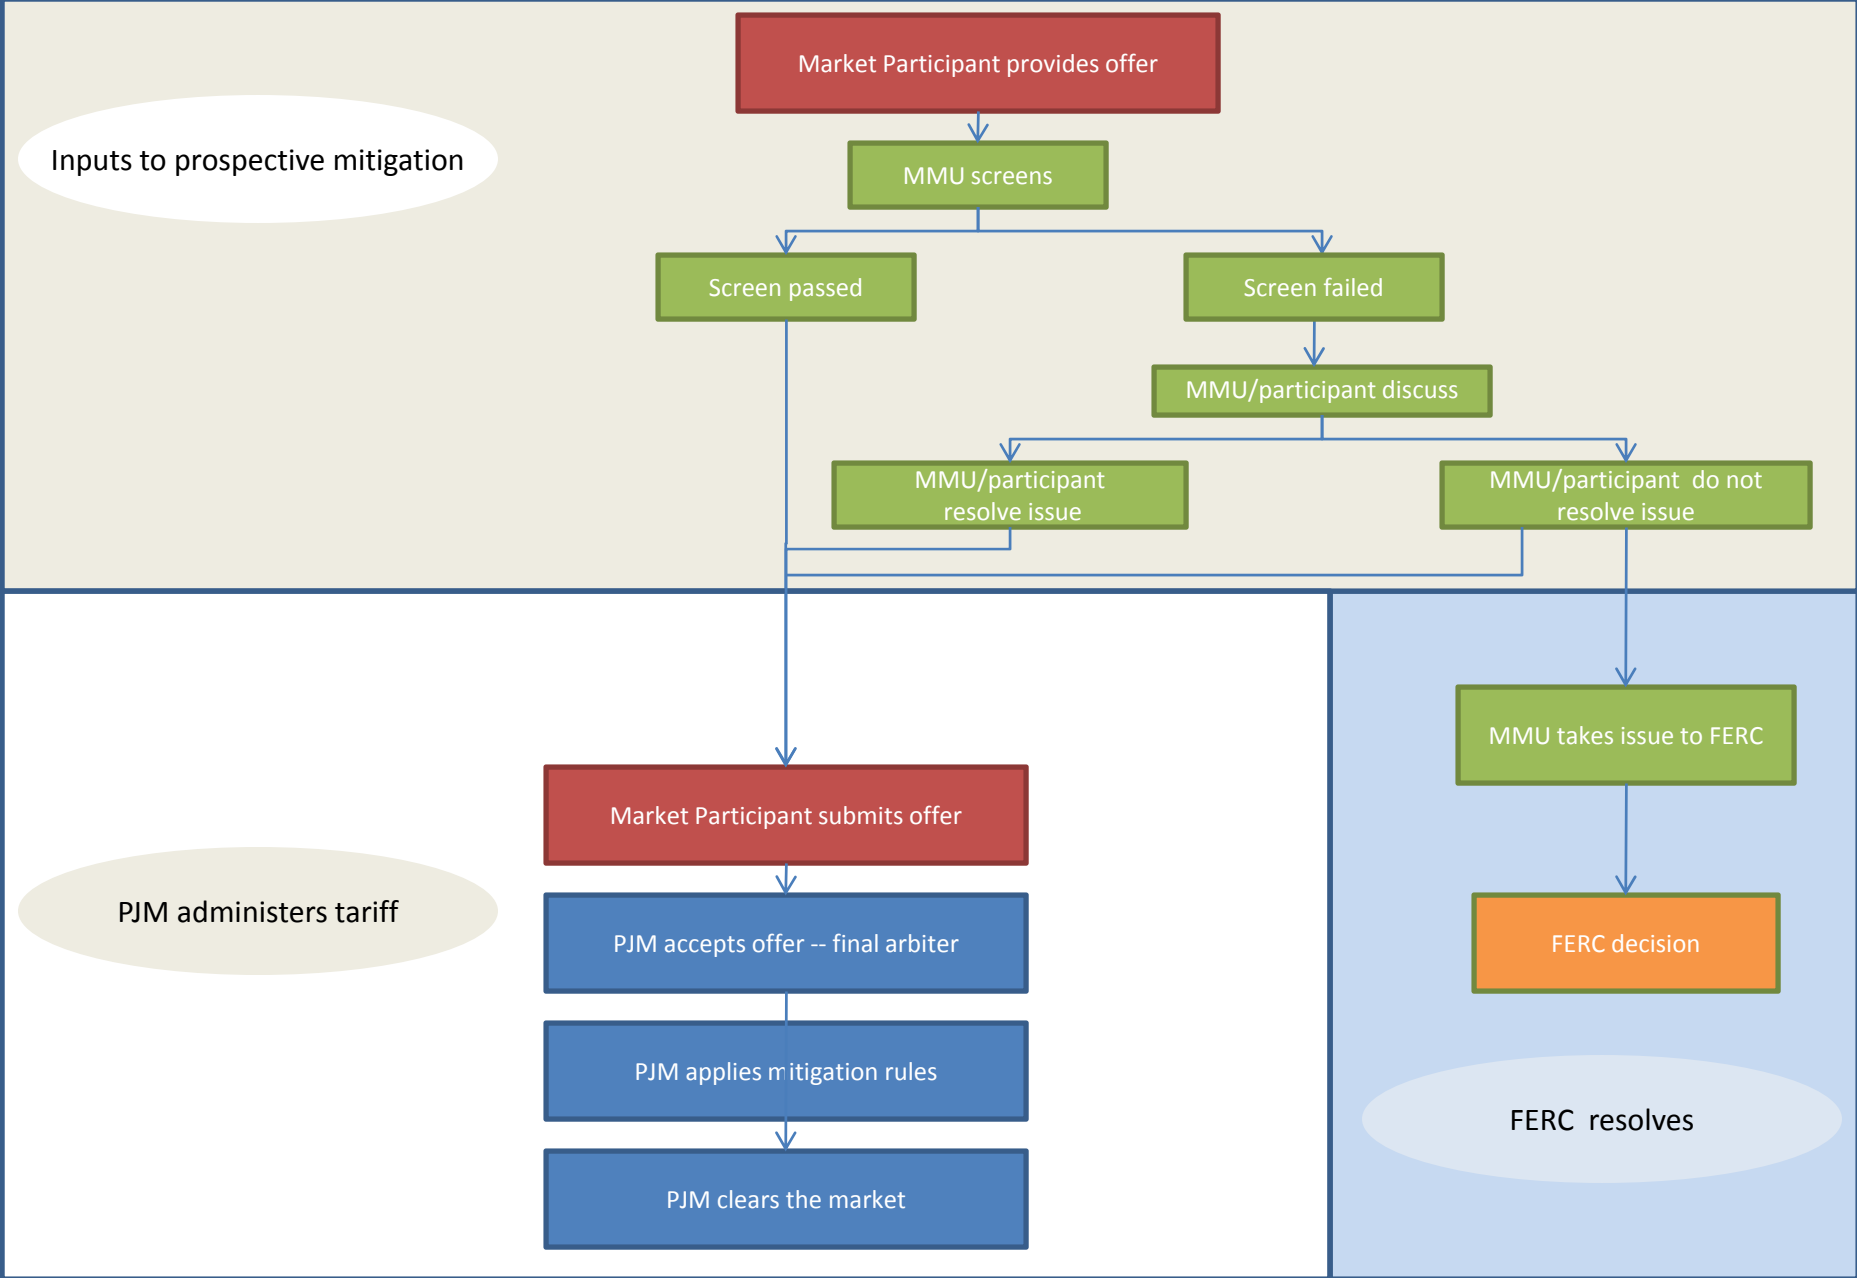 Market Participant provides offer
Inputs to prospective mitigation
MMU screens
Screen passed
Screen failed
MMU/participant discuss
MMU/participant
resolve issue
MMU/participant  do not
resolve issue
MMU takes issue to FERC
Market Participant submits offer
PJM administers tariff
PJM accepts offer -- final arbiter
FERC decision
PJM applies mitigation rules
FERC  resolves
PJM clears the market